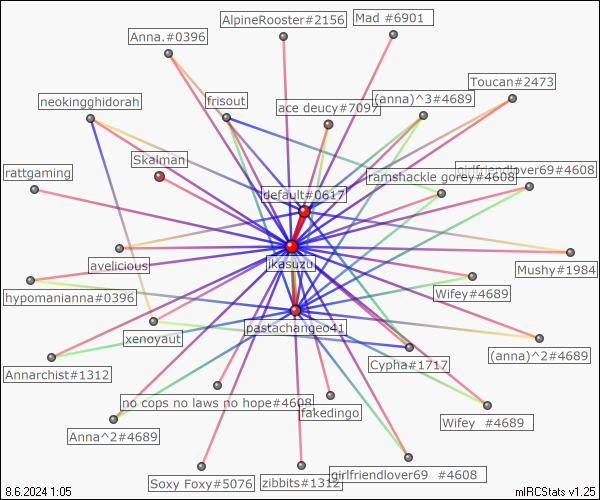 AlpineRooster#2156
Mad #6901
Anna.#0396
Toucan#2473
neokingghidorah
frisout
ace deucy#7097
(anna)^3#4689
Skalman
rattgaming
girlfriendlover69#4608
ramshackle gorey#4608
default#0617
avelicious
ikasuzu
Mushy#1984
hypomanianna#0396
Wifey#4689
pastachangeo41
xenoyaut
(anna)^2#4689
Annarchist#1312
Cypha#1717
no cops no laws no hope#4608
fakedingo
Anna^2#4689
Wifey #4689
Soxy Foxy#5076
zibbits#1312
girlfriendlover69 #4608
8.6.2024 1:05
mIRCStats v1.25